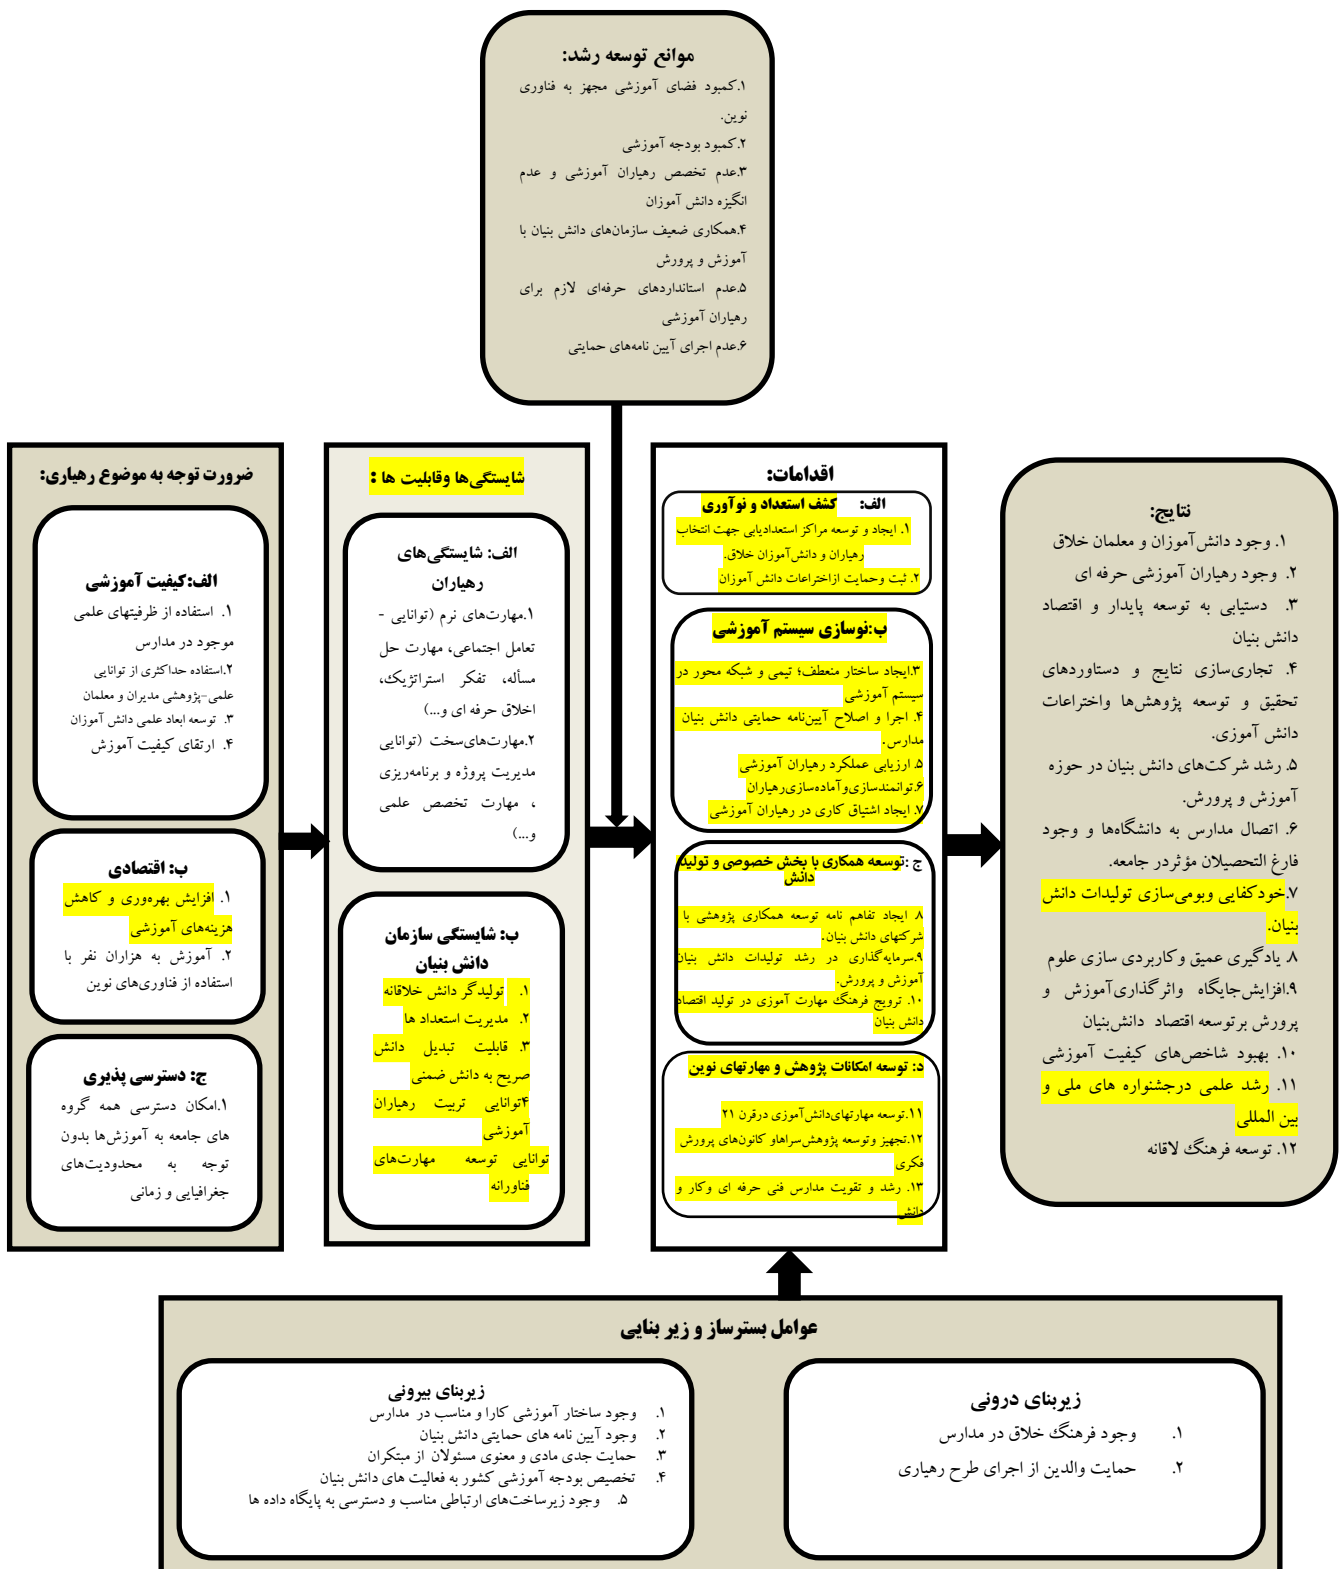 موانع توسعه رشد:
۱.کمبود فضای آموزشی مجهز به فناوری
نوین.
۲.کمبود بودجه آموزشی
۳.عدم تخصص رهیاران آموزشی و عدم
انگیزه دانش آموزان
۴.همکاری ضعیف سازمان‌های دانش بنیان با
آموزش و پرورش
۵.عدم استانداردهای حرفه‌ای لازم برای
رهیاران آموزشی
۶.عدم اجرای آیین نامه‌های حمایتی
ضرورت توجه به موضوع رهیاری:
الف:کیفیت آموزشی
۱. استفاده از ظرفیتهای علمی
موجود در مدارس
۲.استفاده حداکثری از توانایی
علمی-پژوهشی مدیران و معلمان
۳. توسعه ابعاد علمی دانش آموزان
۴. ارتقای کیفیت آموزش
ب: اقتصادی
۱. افزایش بهره‌وری و کاهش
هزینه‌های آموزشی
۲. آموزش به هزاران نفر با
استفاده از فناوری‌های نوین
ج: دسترسی پذیری
۱.امکان دسترسی همه گروه
های جامعه به آموزش‌ها بدون
توجه به محدودیت‌های
جغرافیایی و زمانی
شایستگی‌ها وقابلیت ها :
الف: شایستگی‌های
رهیاران
۱.مهارت‌های نرم (توانایی -
تعامل اجتماعی، مهارت حل
مسأله، تفکر استراتژیک،
اخلاق حرفه ای و...)
۲.مهارت‌های‌سخت (توانایی
مدیریت پروژه و برنامه‌ریزی
، مهارت تخصص علمی
و...)
ب: شایستگی سازمان
دانش بنیان
۱. تولیدگر دانش خلاقانه
۲. مدیریت استعداد ها
۳. قابلیت تبدیل دانش
صریح به دانش ضمنی
۴توانایی تربیت رهیاران
آموزشی
توانایی توسعه مهارت‌های
فناورانه
اقدامات:
الف: کشف استعداد و نوآوری
۱. ایجاد و توسعه مراکز استعدادیابی جهت انتخاب
رهیاران و دانش‌آموزان خلاق.
۲. ثبت وحمایت ازاختراعات دانش آموزان
ب:نوسازی سیستم آموزشی
۳.ایجاد ساختار منعطف؛ تیمی و شبکه محور در
سیستم آموزشی
۴. اجرا و اصلاح آیین‌نامه حمایتی دانش بنیان
مدارس.
۵. ارزیابی عملکرد رهیاران آموزشی
۶.توانمندسازی‌وآماده‌سازی‌رهیاران
۷. ایجاد اشتیاق کاری در رهیاران آموزشی
ج :توسعه همکاری با بخش خصوصی و تولید
دانش
۸. ایجاد تفاهم نامه توسعه همکاری پژوهشی با
شرکتهای دانش بنیان.
۹.سرمایه‌گذاری در رشد تولیدات دانش بنیان
آموزش و پرورش.
۱۰. ترویج فرهنگ مهارت آموزی در تولید اقتصاد
دانش بنیان
د: توسعه امکانات پژوهش و مهارتهای نوین
۱۱.توسعه مهارتهای‌دانش‌آموزی درقرن ۲۱
۱۲.تجهیز وتوسعه پژوهش‌سراهاو کانون‌های پرورش
فکری
۱۳. رشد و تقویت مدارس فنی حرفه ای وکار و
دانش
نتایج:
۱. وجود دانش‌آموزان و معلمان خلاق
۲. وجود رهیاران آموزشی حرفه ای
۳. دستیابی به توسعه پایدار و اقتصاد
دانش بنیان
۴. تجاری‌سازی نتایج و دستاوردهای
تحقیق و توسعه پژوهش‌ها واختراعات
دانش آموزی.
۵. رشد شرکت‌های دانش بنیان در حوزه
آموزش و پرورش.
۶. اتصال مدارس به دانشگاه‌ها و وجود
فارغ التحصیلان مؤثردر جامعه.
۷.خودکفایی وبومی‌سازی تولیدات دانش
بنیان.
۸. یادگیری عمیق وکاربردی سازی علوم
۹.افزایش‌جایگاه واثرگذاری‌آموزش و
پرورش برتوسعه اقتصاد دانش‌بنیان
۱۰. بهبود شاخص‌های کیفیت آموزشی
۱۱. رشد علمی درجشنواره های ملی و
بین المللی
۱۲. توسعه فرهنگ لاقانه
عوامل بسترساز و زیر بنایی
زیربنای درونی
۱. وجود فرهنگ خلاق در مدارس
۲. حمایت والدین از اجرای طرح رهیاری
زیربنای بیرونی
۱. وجود ساختار آموزشی کارا و مناسب در مدارس
۲. وجود آیین نامه های حمایتی دانش بنیان
۳. حمایت جدی مادی و معنوی مسئولان از مبتکران
۴. تخصیص بودجه آموزشی کشور به فعالیت های دانش بنیان
۵. وجود زیرساخت‌های ارتباطی مناسب و دسترسی به پایگاه داده ها